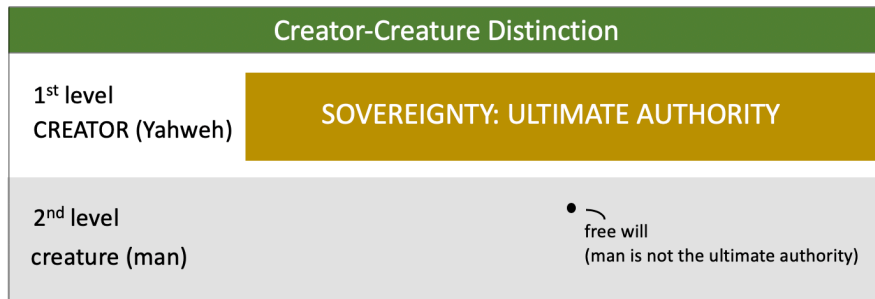 Creator-Creature Distinction
1st level
CREATOR (Yahweh)
SOVEREIGNTY: ULTIMATE AUTHORITY
2nd level
creature (man)
free will
(man is not the ultimate authority)